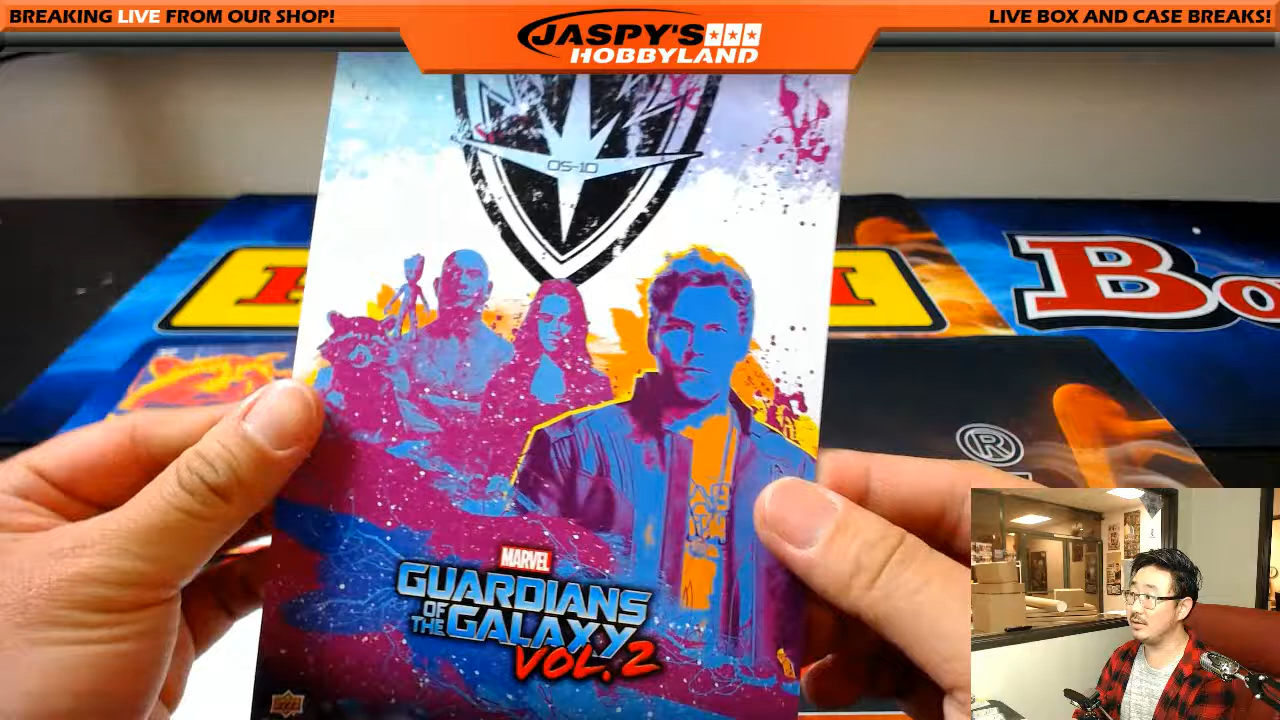 BREAKING LIVE FROM OUR SHOP!
JASPY'S
HOBBYLAND
LIVE BOX AND CASE BREAKS!
OS-10
B
Bo
®
MARVEL
GUARDIANS
OF
THE GALAXY
VOL.2